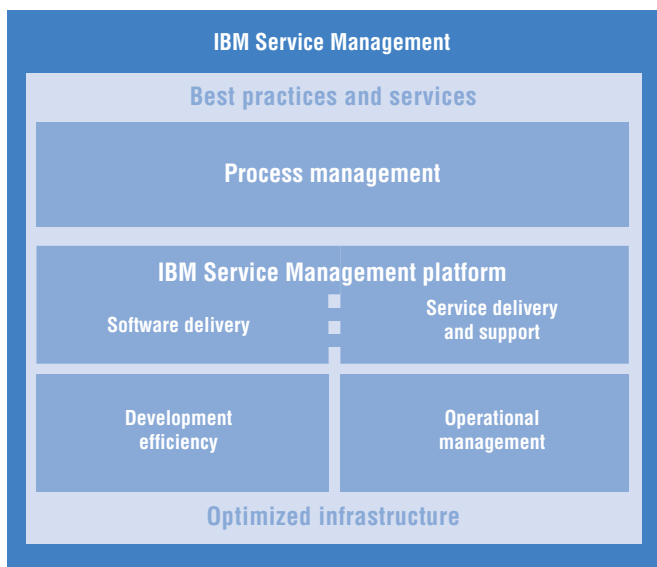 IBM Service Management
Best practices and services
Process management
IBM Service Management platform
Software delivery
Service delivery
and support
Development
efficiency
Operational
management
Optimized infrastructure